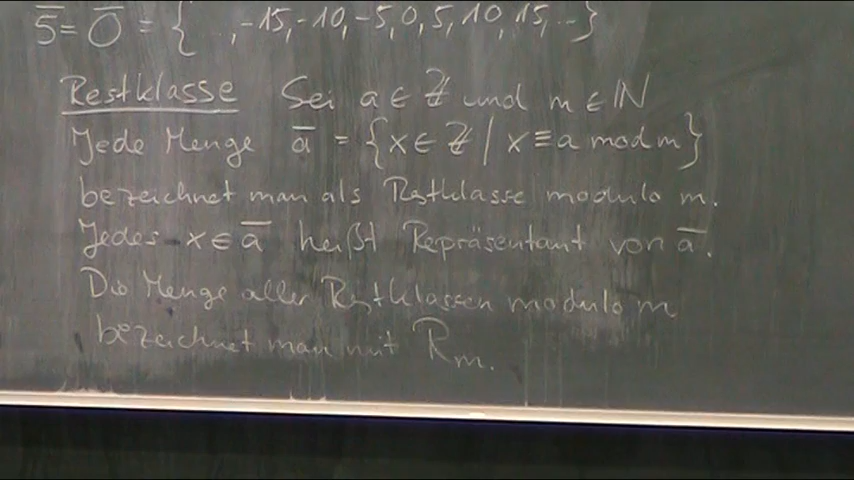 5̅ = 0̅ = { .., -15, -10, -5, 0, 5, 10, 15, .. }
Restklasse Sei a ∈ ℤ und m ∈ ℕ
Jede Menge a̅ = {x ∈ ℤ | x ≡ a mod m}
bezeichnet man als Restklasse modulo m.
Jedes x ∈ a̅ heißt Repräsentant von a̅.
Die Menge aller Restklassen modulo m
bezeichnet man mit Rm.